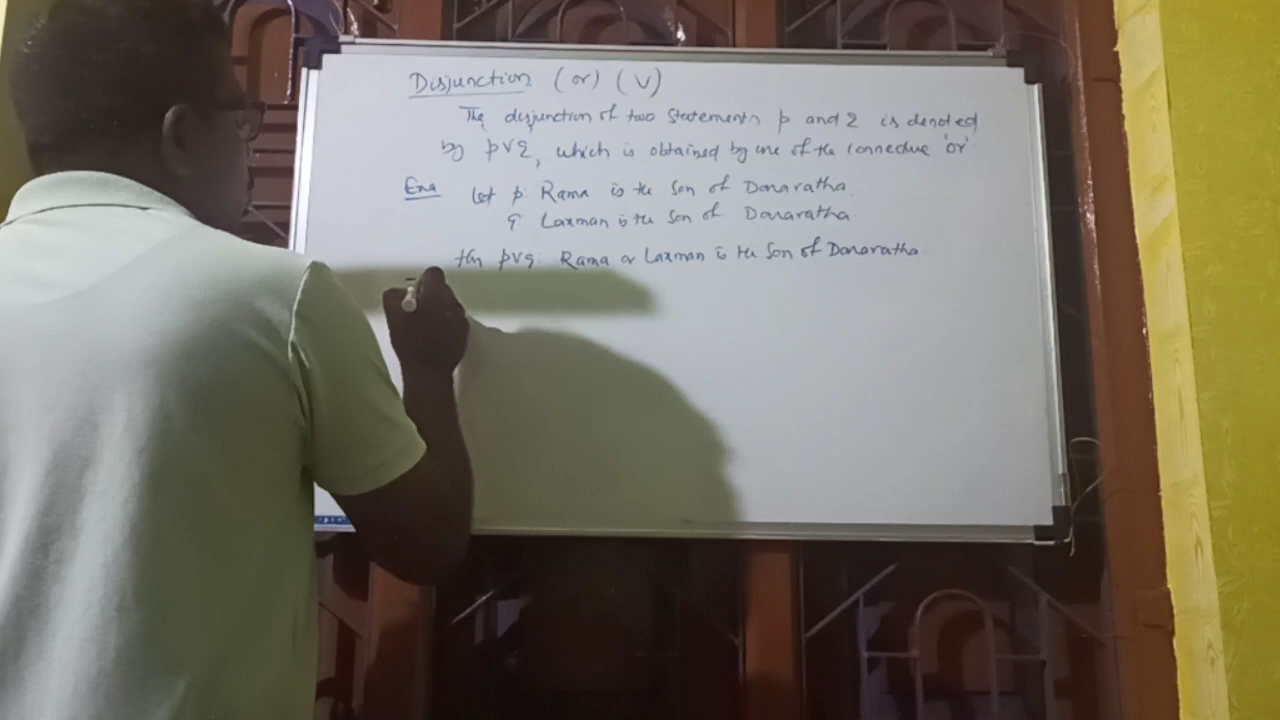 Disjunction (or) (∨)
The disjunction of two statements p and q is denoted
by p∨q, which is obtained by use of the connective 'or'.
Exa Let p: Rama is the son of Dasaratha.
q: Laxman is the son of Dasaratha.
then p∨q: Rama or Laxman is the son of Dasaratha.